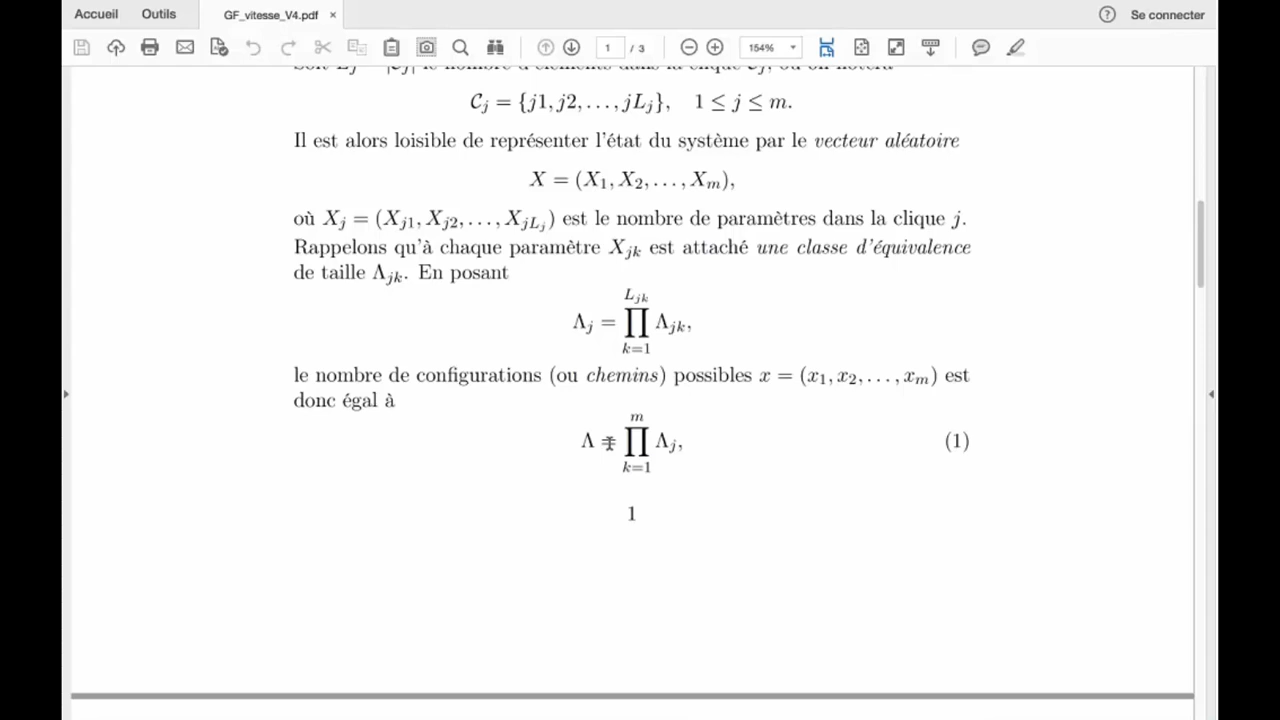 Accueil Outils GF_vitesse_V4.pdf × ? Se connecter
1 / 3 154%
C_j = {j1, j2, . . . , jL_j}, 1 ≤ j ≤ m.
Il est alors loisible de représenter l'état du système par le vecteur aléatoire
X = (X_1, X_2, . . . , X_m),
où X_j = (X_{j1}, X_{j2}, . . . , X_{jL_j}) est le nombre de paramètres dans la clique j.
Rappelons qu'à chaque paramètre X_{jk} est attaché une classe d'équivalence
de taille Λ_{jk}. En posant
Λ_j = ∏_{k=1}^{L_{jk}} Λ_{jk},
le nombre de configurations (ou chemins) possibles x = (x_1, x_2, . . . , x_m) est
donc égal à
Λ = ∏_{k=1}^{m} Λ_j, (1)
1